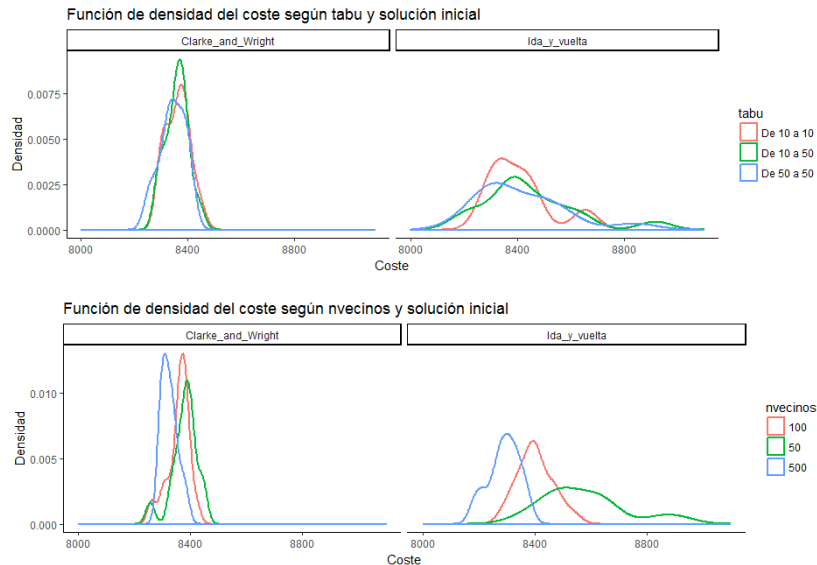 Función de densidad del coste según tabu y solución inicial
Clarke_and_Wright
Ida_y_vuelta
0.0075
0.0050
0.0025
0.0000
Densidad
8000
8400
8800
8000
8400
8800
Coste
tabu
De 10 a 10
De 10 a 50
De 50 a 50
Función de densidad del coste según nvecinos y solución inicial
Clarke_and_Wright
Ida_y_vuelta
0.010
0.005
0.000
Densidad
8000
8400
8800
8000
8400
8800
Coste
nvecinos
100
50
500